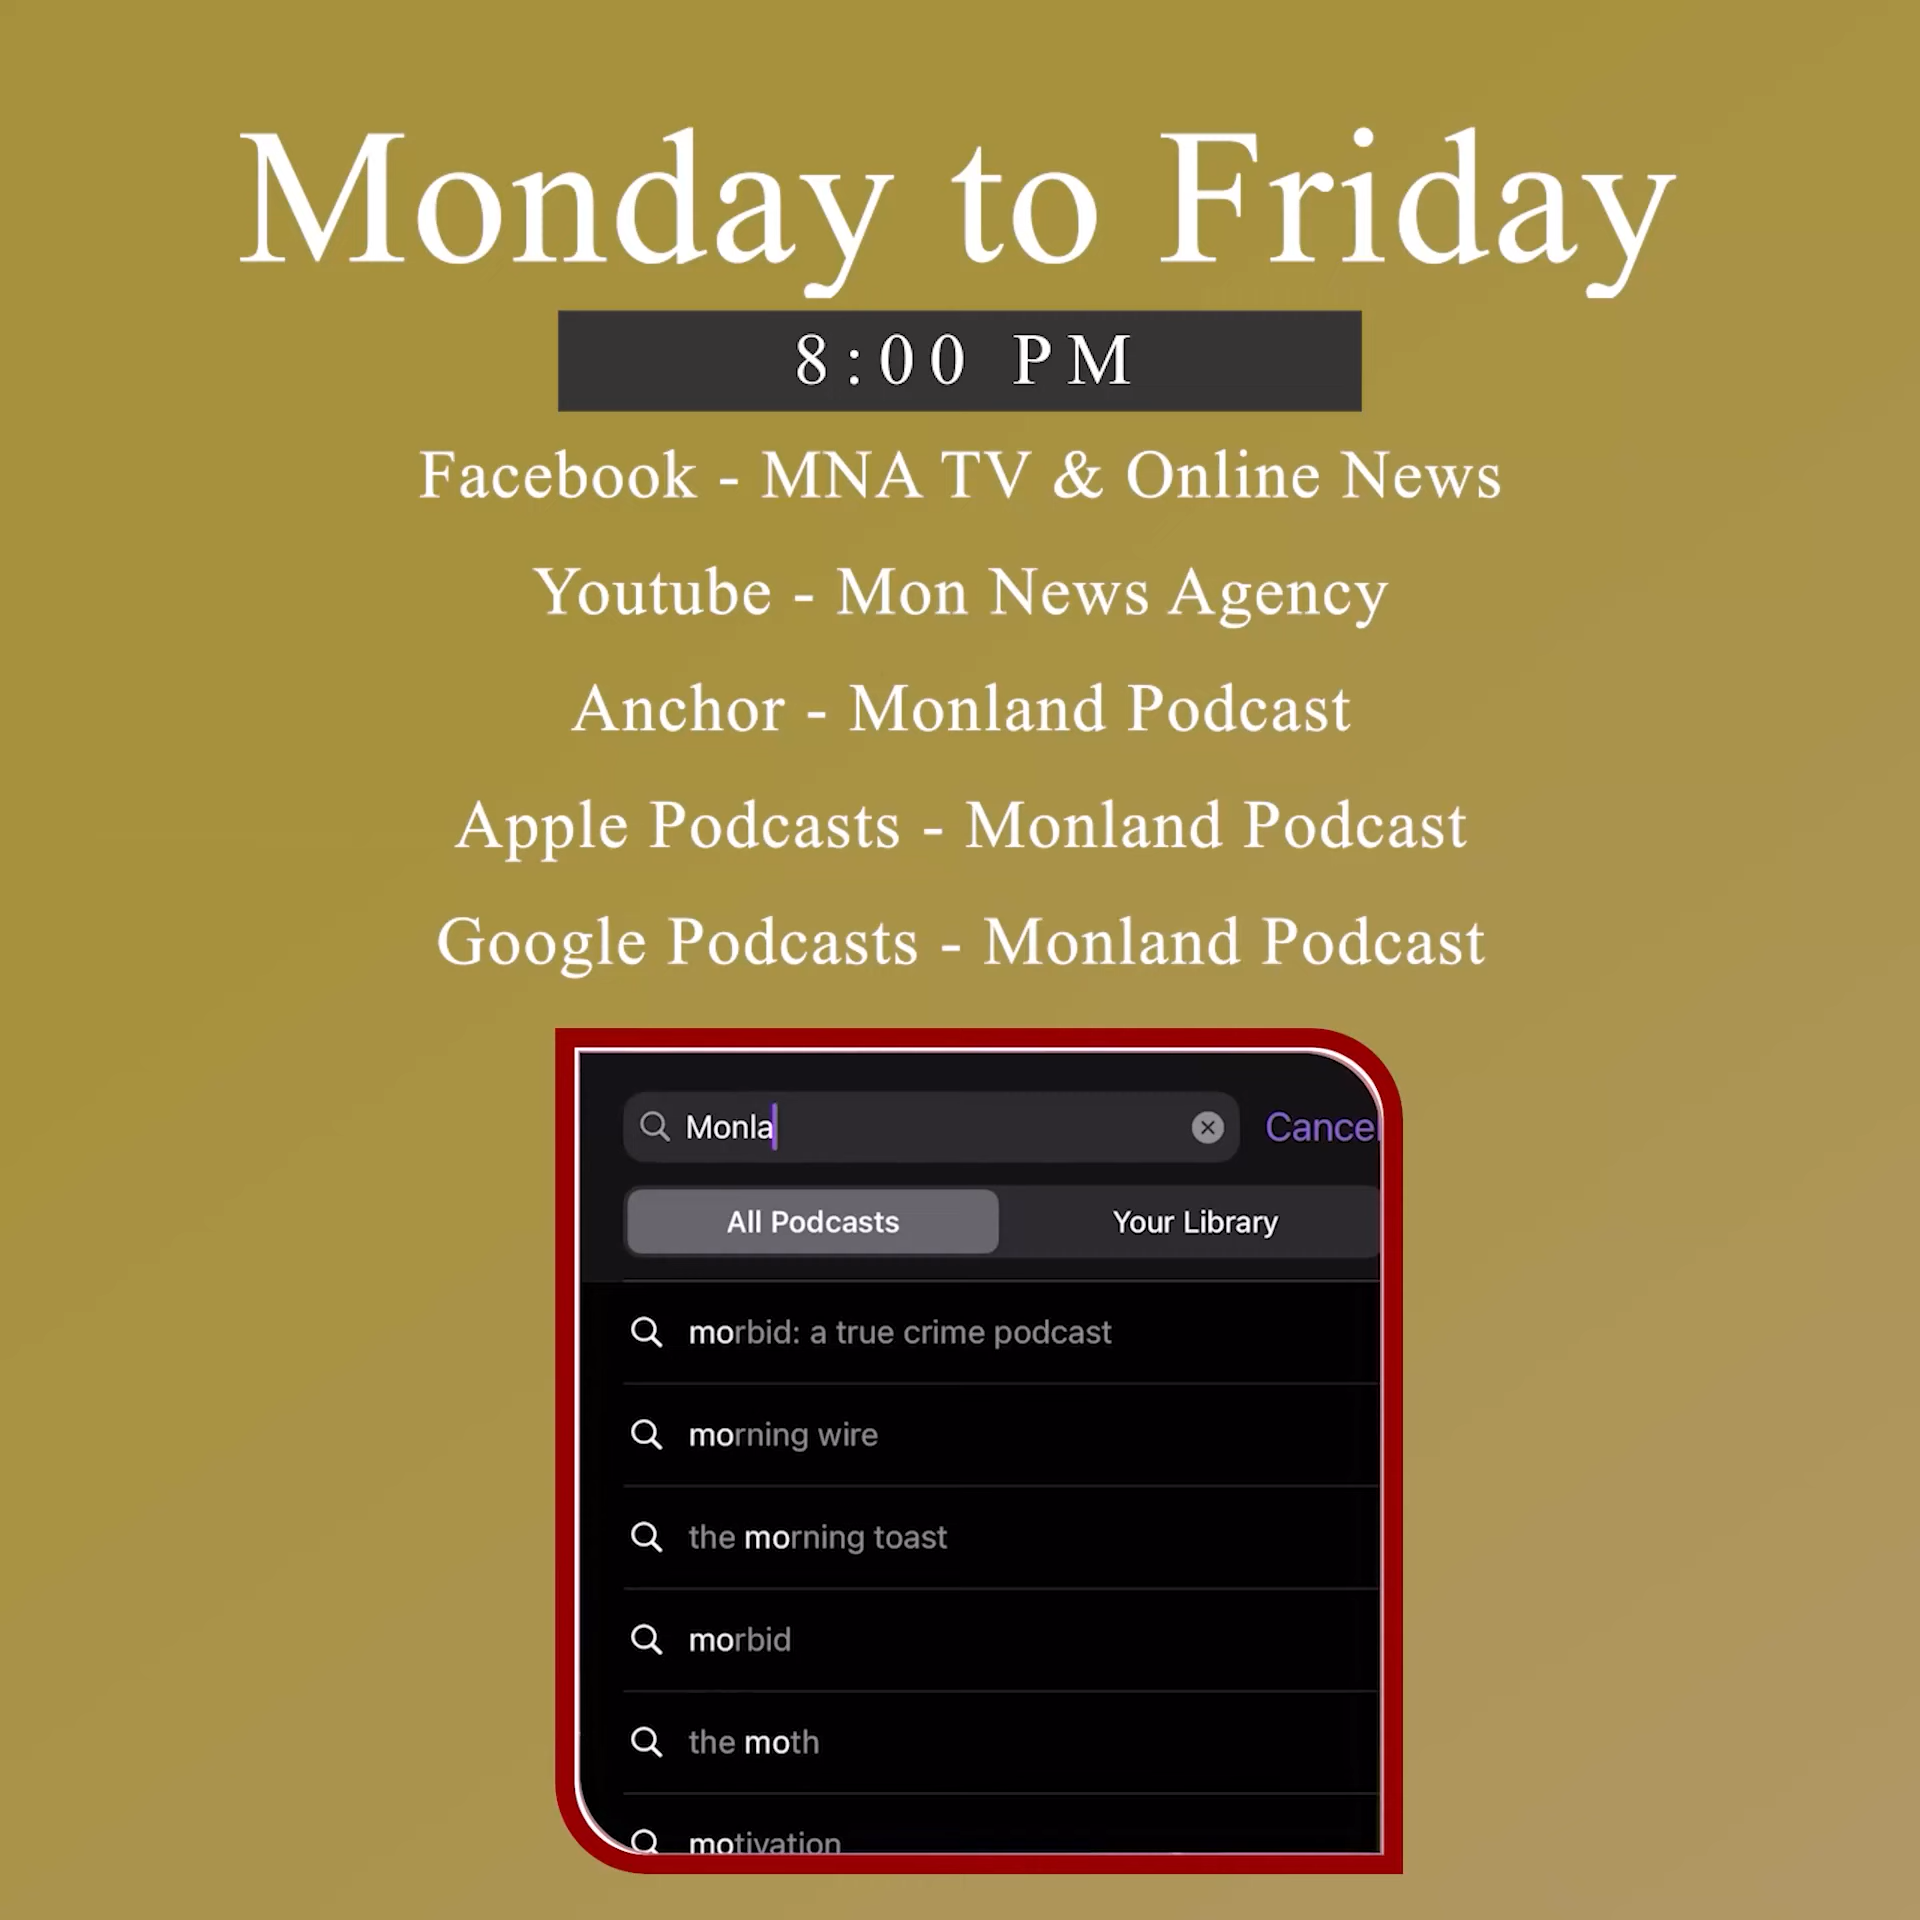 Monday to Friday
8:00 PM
Facebook - MNA TV & Online News
Youtube - Mon News Agency
Anchor - Monland Podcast
Apple Podcasts - Monland Podcast
Google Podcasts - Monland Podcast
Monla Cancel
All Podcasts Your Library
morbid: a true crime podcast
morning wire
the morning toast
morbid
the moth
motivation